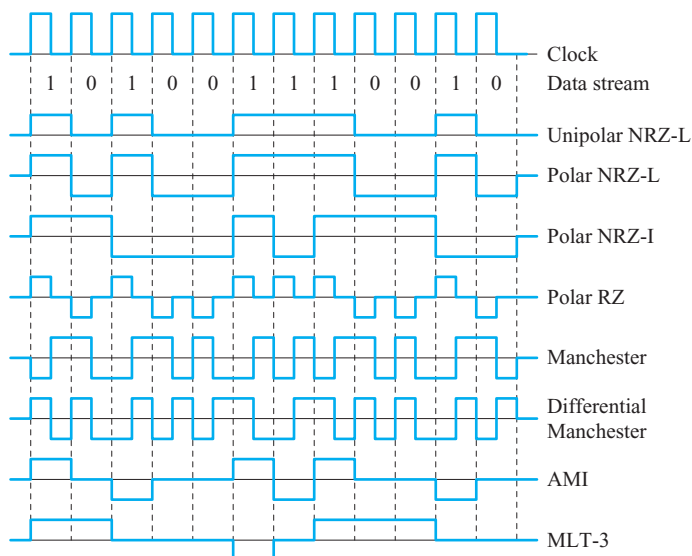 Clock
1 0 1 0 0 1 1 1 0 0 1 0 Data stream
Unipolar NRZ-L
Polar NRZ-L
Polar NRZ-I
Polar RZ
Manchester
Differential
Manchester
AMI
MLT-3